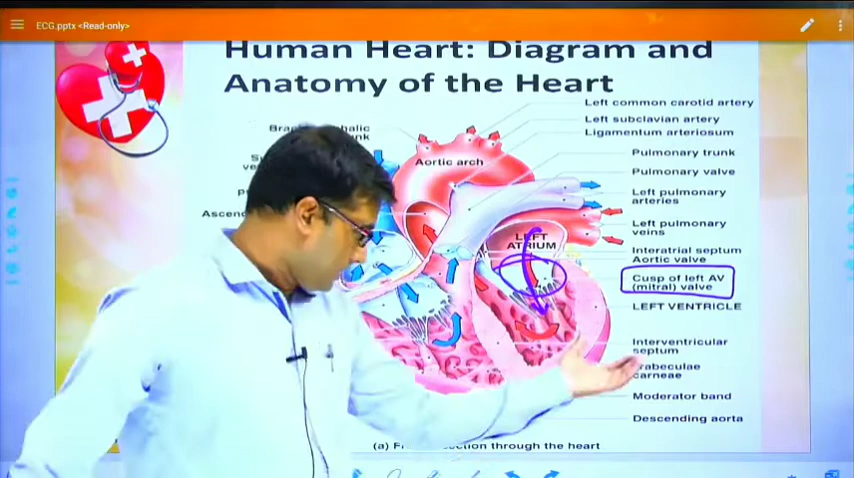 ECG.pptx <Read-only>
Human Heart: Diagram and
Anatomy of the Heart
Left common carotid artery
Left subclavian artery
Ligamentum arteriosum
Aortic arch
Pulmonary trunk
Pulmonary valve
Left pulmonary
arteries
Left pulmonary
veins
LEFT
ATRIUM
Interatrial septum
Aortic valve
Cusp of left AV
(mitral) valve
LEFT VENTRICLE
Interventricular
septum
carneae
Moderator band
Descending aorta
through the heart